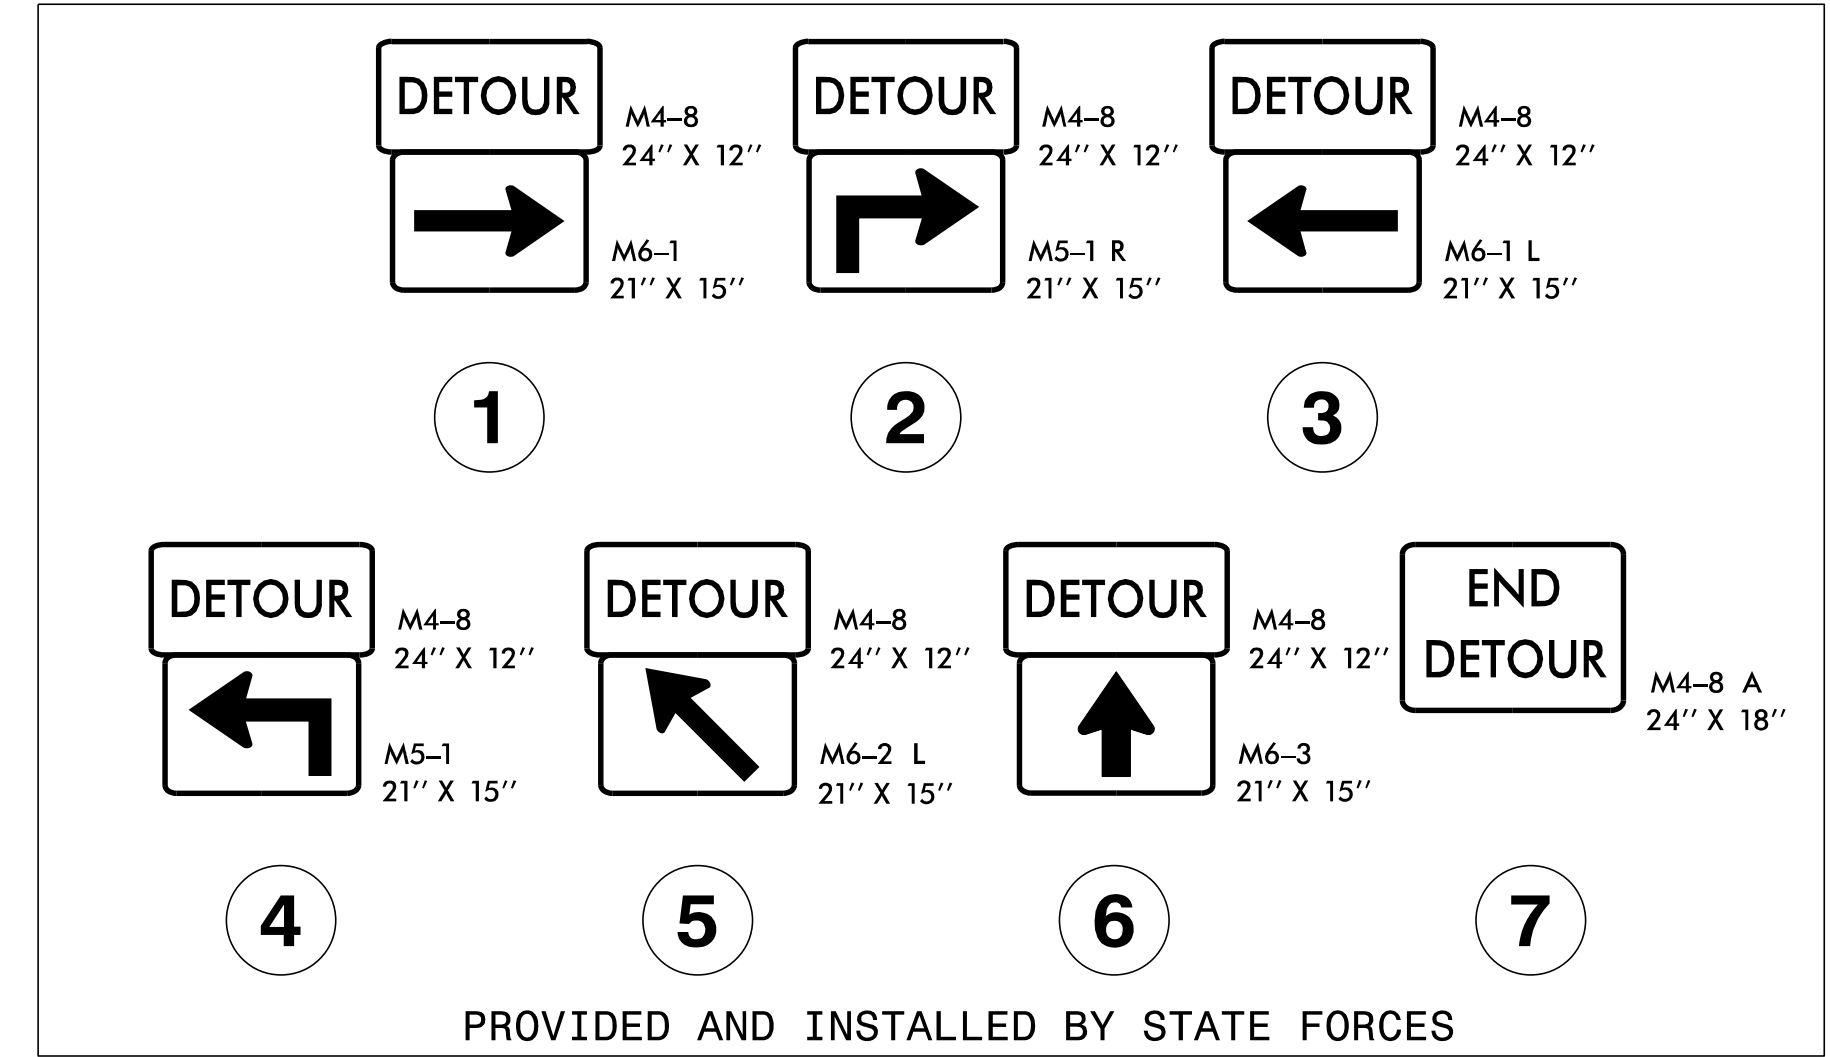 DETOUR
M4–8
24'' X 12''
M6–1
21'' X 15''
1
DETOUR
M4–8
24'' X 12''
M5–1 R
21'' X 15''
2
DETOUR
M4–8
24'' X 12''
M6–1 L
21'' X 15''
3
DETOUR
M4–8
24'' X 12''
M5–1
21'' X 15''
4
DETOUR
M4–8
24'' X 12''
M6–2 L
21'' X 15''
5
DETOUR
M4–8
24'' X 12''
M6–3
21'' X 15''
6
END
DETOUR
M4–8 A
24'' X 18''
7
PROVIDED AND INSTALLED BY STATE FORCES